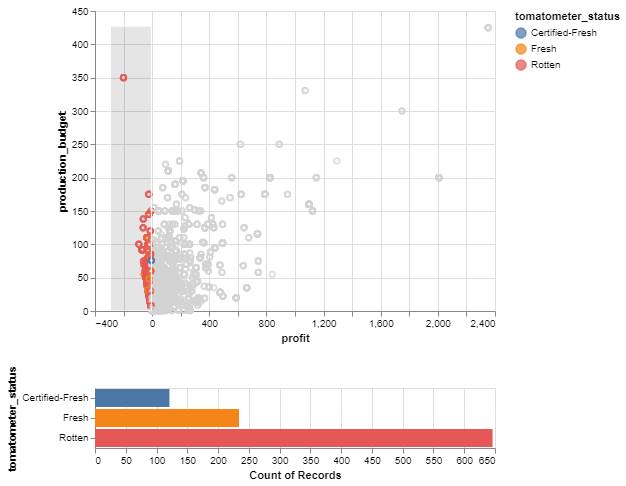 tomatometer_status
Certified-Fresh
Fresh
Rotten
production_budget
450
400
350
300
250
200
150
100
50
0
−400 0 400 800 1,200 1,600 2,000 2,400
profit
tomatometer_status
Certified-Fresh
Fresh
Rotten
0 50 100 150 200 250 300 350 400 450 500 550 600 650
Count of Records